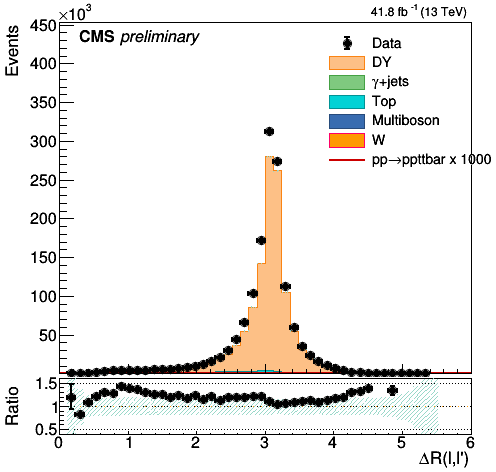 ×10³
41.8 fb⁻¹ (13 TeV)
CMS preliminary
Events
450
400
350
300
250
200
150
100
50
Data
DY
γ+jets
Top
Multiboson
W
pp→ppttbar x 1000
Ratio
1.5
1
0.5
0 1 2 3 4 5 6
ΔR(l,l')